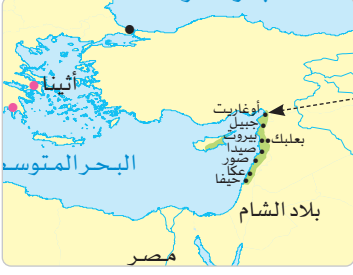 أثينا
أوغاريت
جبيل
بيروت
بعلبك
صيدا
صور
عكا
حيفا
البحر المتوسط
بلاد الشام
مصر